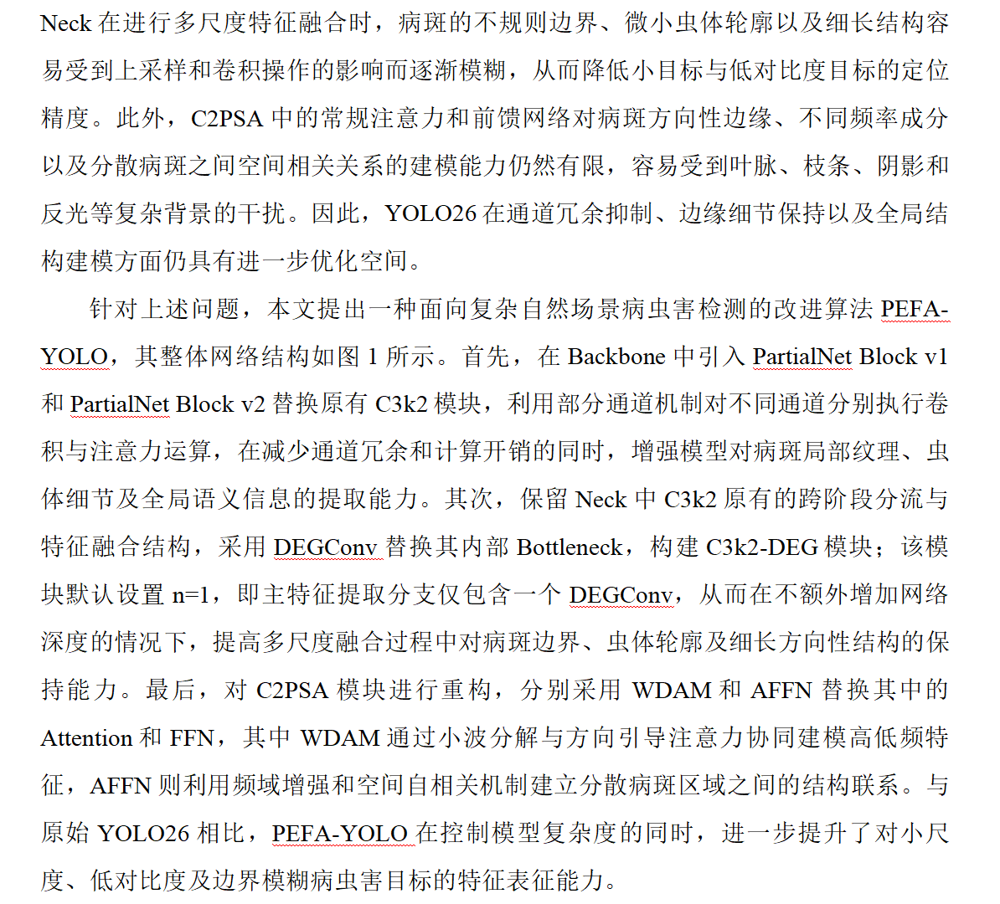 Neck 在进行多尺度特征融合时，病斑的不规则边界、微小虫体轮廓以及细长结构容
易受到上采样和卷积操作的影响而逐渐模糊，从而降低小目标与低对比度目标的定位
精度。此外，C2PSA 中的常规注意力和前馈网络对病斑方向性边缘、不同频率成分
以及分散病斑之间空间相关关系的建模能力仍然有限，容易受到叶脉、枝条、阴影和
反光等复杂背景的干扰。因此，YOLO26 在通道冗余抑制、边缘细节保持以及全局结
构建模方面仍具有进一步优化空间。
针对上述问题，本文提出一种面向复杂自然场景病虫害检测的改进算法 PEFA-
YOLO，其整体网络结构如图 1 所示。首先，在 Backbone 中引入 PartialNet Block v1
和 PartialNet Block v2 替换原有 C3k2 模块，利用部分通道机制对不同通道分别执行卷
积与注意力运算，在减少通道冗余和计算开销的同时，增强模型对病斑局部纹理、虫
体细节及全局语义信息的提取能力。其次，保留 Neck 中 C3k2 原有的跨阶段分流与
特征融合结构，采用 DEGConv 替换其内部 Bottleneck，构建 C3k2-DEG 模块；该模
块默认设置 n=1，即主特征提取分支仅包含一个 DEGConv，从而在不额外增加网络
深度的情况下，提高多尺度融合过程中对病斑边界、虫体轮廓及细长方向性结构的保
持能力。最后，对 C2PSA 模块进行重构，分别采用 WDAM 和 AFFN 替换其中的
Attention 和 FFN，其中 WDAM 通过小波分解与方向引导注意力协同建模高低频特
征，AFFN 则利用频域增强和空间自相关机制建立分散病斑区域之间的结构联系。与
原始 YOLO26 相比，PEFA-YOLO 在控制模型复杂度的同时，进一步提升了对小尺
度、低对比度及边界模糊病虫害目标的特征表征能力。